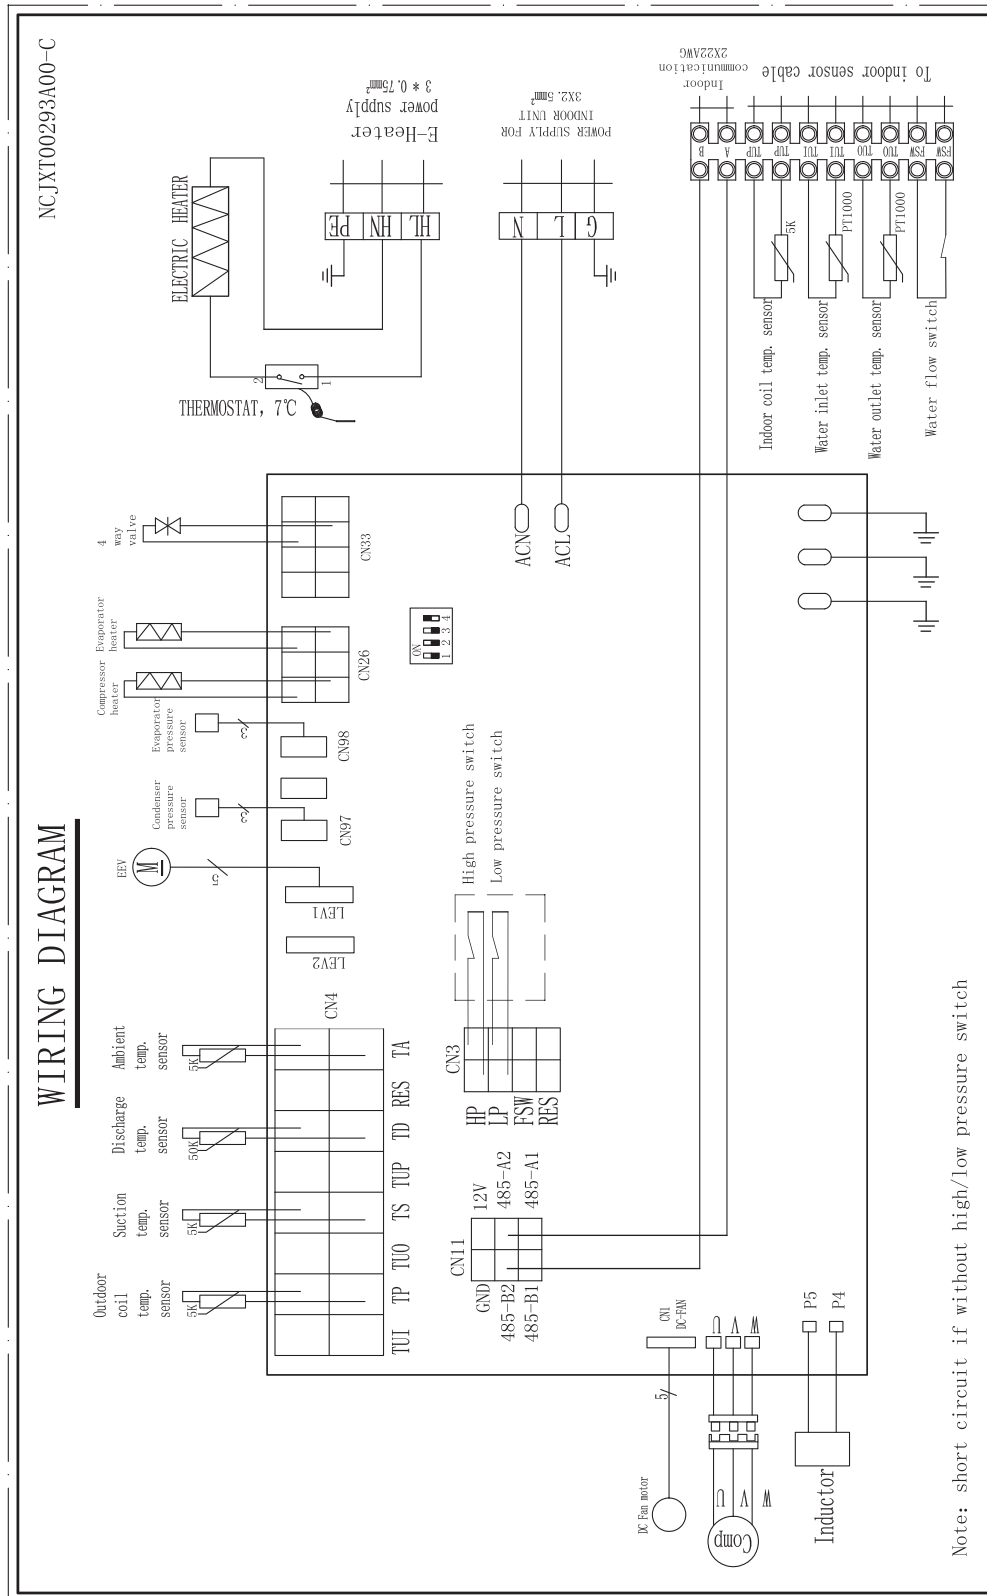 WIRING DIAGRAM
NCJXT00293A00-C
Outdoor
coil
temp.
sensor
5K
Suction
temp.
sensor
5K
Discharge
temp.
sensor
50K
Ambient
temp.
sensor
5K
EEV
M
5
Condenser
pressure
sensor
3
Evaporator
pressure
sensor
3
Compressor
heater
Evaporator
heater
4
way
valve
THERMOSTAT, 7℃
2
1
ELECTRIC HEATER
TUI
TP
TUO
TS
TUP
TD
RES
TA
CN4
LEV2
LEV1
CN97
CN98
CN26
CN33
PE
HN
HL
E-Heater
power supply
3 * 0.75mm²
ON
1 2 3 4
CN11
GND
12V
485-B2
485-A2
485-B1
485-A1
CN3
HP
LP
FSW
RES
High pressure switch
Low pressure switch
ACN
ACL
N
L
G
POWER SUPPLY FOR
INDOOR UNIT
3X2.5mm²
DC Fan motor
5
CN1
DC-FAN
Comp
U
V
W
U
V
W
Inductor
P5
P4
Indoor coil temp. sensor
5K
Water inlet temp. sensor
PT1000
Water outlet temp. sensor
PT1000
Water flow switch
B
A
TUP
TUP
TUI
TUI
TUO
TUO
FSW
FSW
Indoor
communication
2X22AWG
To indoor sensor cable
Note: short circuit if without high/low pressure switch